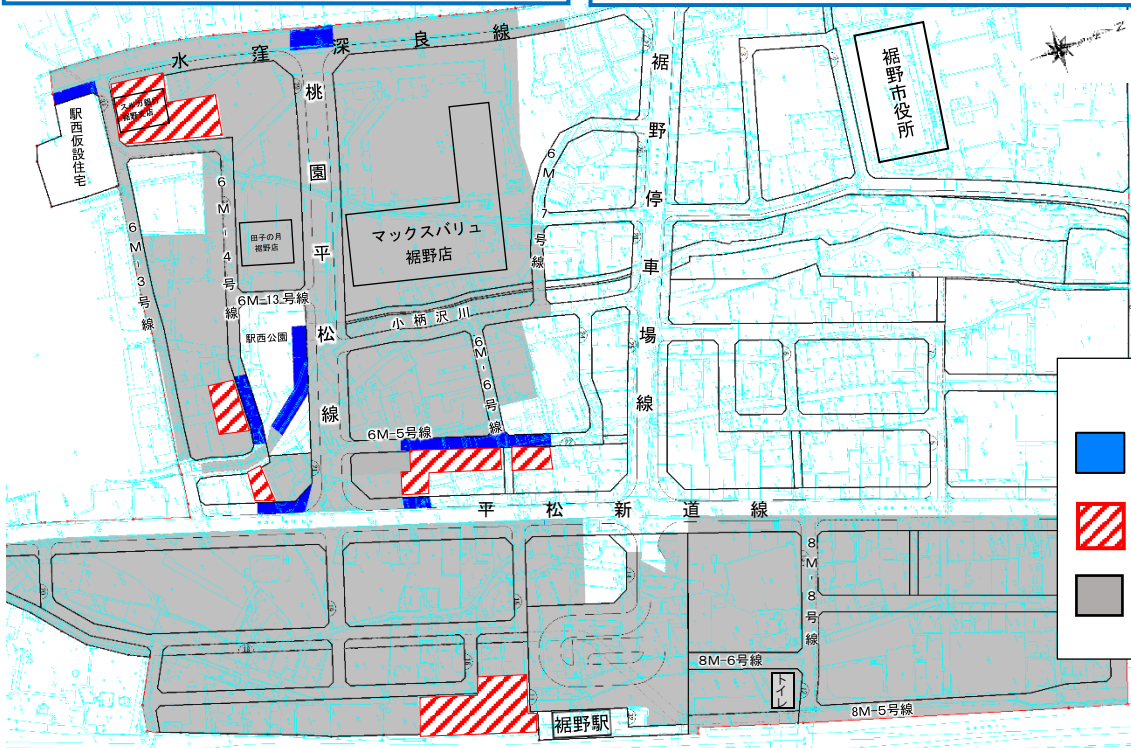 水窪深良線
裾野停車場線
裾野市役所
桃園平松線
駅西仮設住宅
スルガ銀行
裾野支店
6M-3号線
6M-4号線
田子の月
裾野店
マックスバリュ
裾野店
6M-7号線
6M-13号線
駅西公園
小柄沢川
6M-6号線
6M-5号線
平松新道線
8M-8号線
8M-6号線
トイレ
8M-5号線
裾野駅